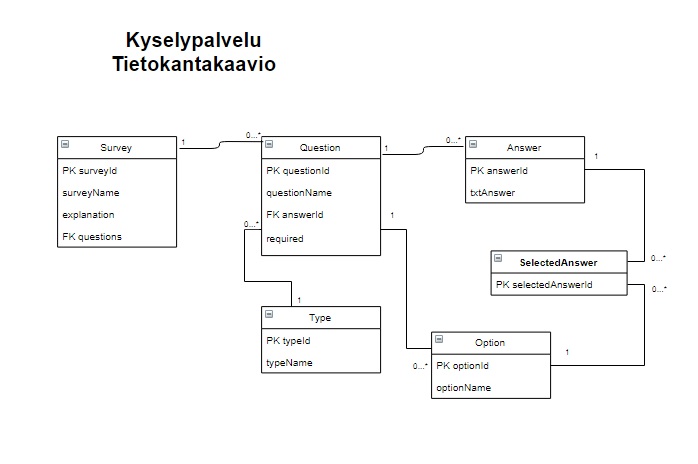 Kyselypalvelu
Tietokantakaavio
Survey
PK surveyId
surveyName
explanation
FK questions
1
0...*
Question
PK questionId
questionName
FK answerId
required
1
0...*
Answer
PK answerId
txtAnswer
1
0...*
SelectedAnswer
PK selectedAnswerId
0...*
0...*
1
Type
PK typeId
typeName
1
0...*
Option
PK optionId
optionName
1